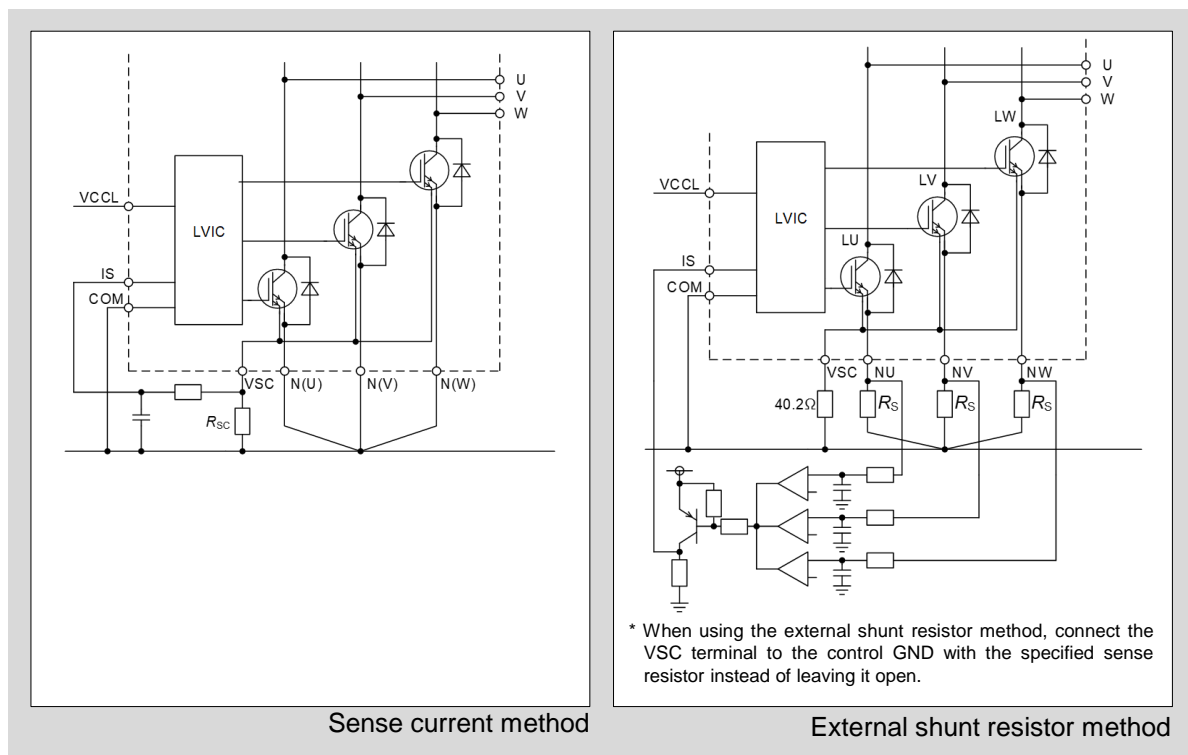 U
V
W
VCCL
LVIC
IS
COM
VSC
N(U)
N(V)
N(W)
RSC
Sense current method
U
V
W
LW
LV
VCCL
LVIC
LU
IS
COM
VSC
NU
NV
NW
40.2Ω
RS
RS
RS
* When using the external shunt resistor method, connect the
VSC terminal to the control GND with the specified sense
resistor instead of leaving it open.
External shunt resistor method